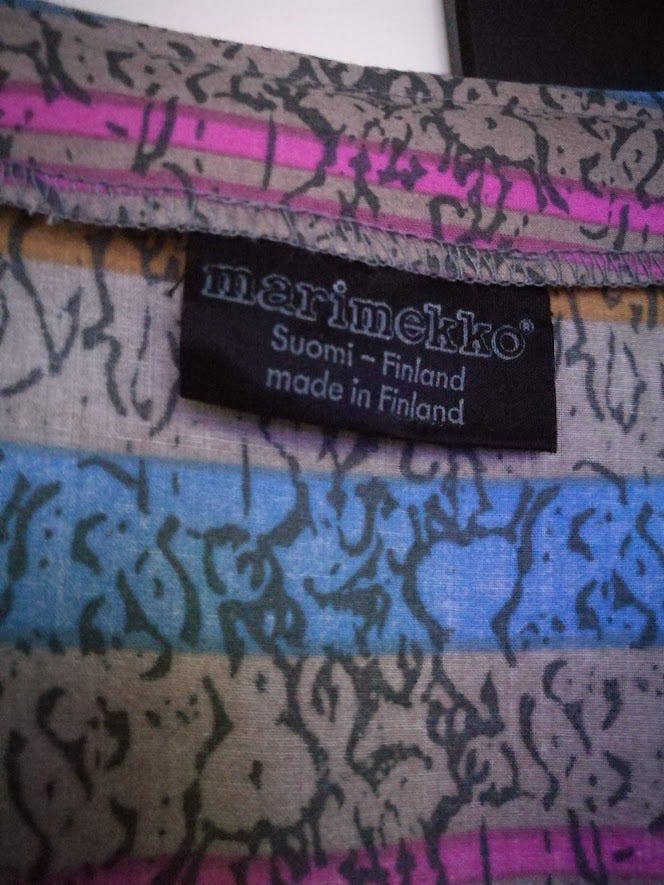 marimekko®
Suomi ~ Finland
made in Finland